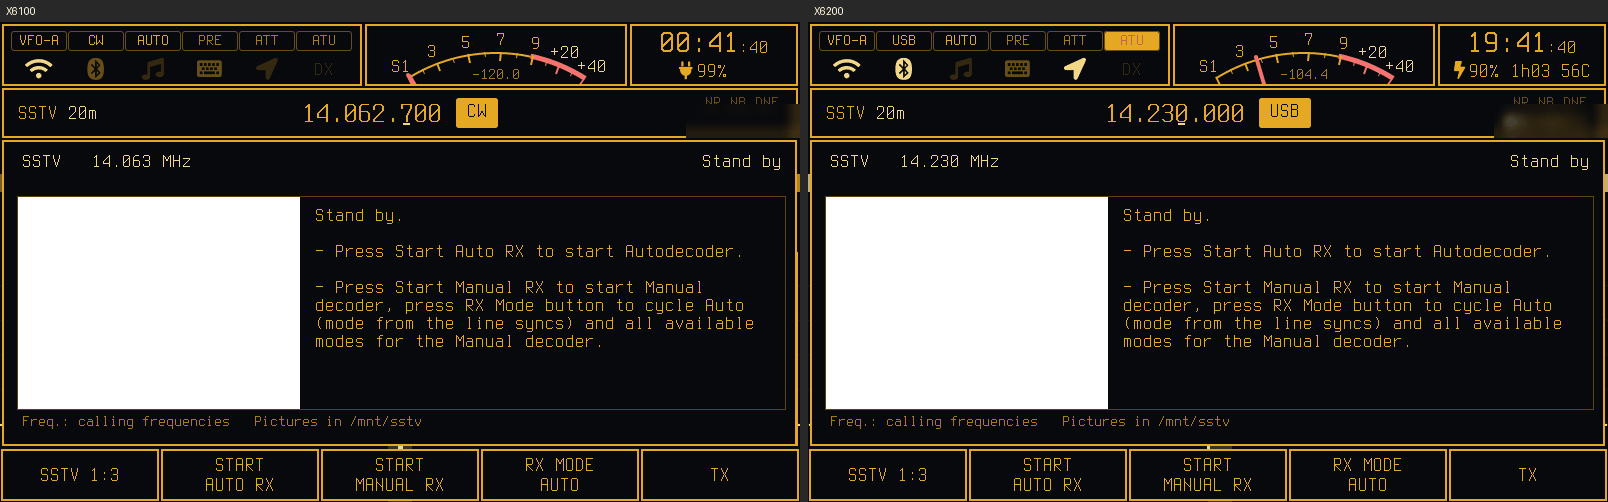 X6100
VFO-A CW AUTO PRE ATT ATU
DX
S1 3 5 7 9 +20 +40
-120.0
00:41:40
99%
SSTV 20m 14.062.700 CW
NR NB DNF
SSTV 14.063 MHz Stand by
Stand by.
- Press Start Auto RX to start Autodecoder.
- Press Start Manual RX to start Manual
decoder, press RX Mode button to cycle Auto
(mode from the line syncs) and all available
modes for the Manual decoder.
Freq.: calling frequencies Pictures in /mnt/sstv
SSTV 1:3
START
AUTO RX
START
MANUAL RX
RX MODE
AUTO
TX
X6200
VFO-A USB AUTO PRE ATT ATU
DX
S1 3 5 7 9 +20 +40
-104.4
19:41:40
90% 1h03 56C
SSTV 20m 14.230.000 USB
NR NB DNF
SSTV 14.230 MHz Stand by
Stand by.
- Press Start Auto RX to start Autodecoder.
- Press Start Manual RX to start Manual
decoder, press RX Mode button to cycle Auto
(mode from the line syncs) and all available
modes for the Manual decoder.
Freq.: calling frequencies Pictures in /mnt/sstv
SSTV 1:3
START
AUTO RX
START
MANUAL RX
RX MODE
AUTO
TX